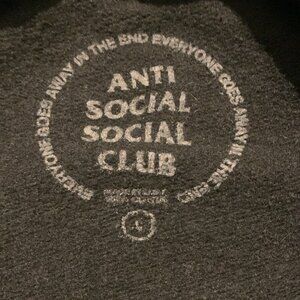 EVERYONE GOES AWAY IN THE END EVERYONE GOES AWAY IN THE END
ANTI
SOCIAL
SOCIAL
CLUB